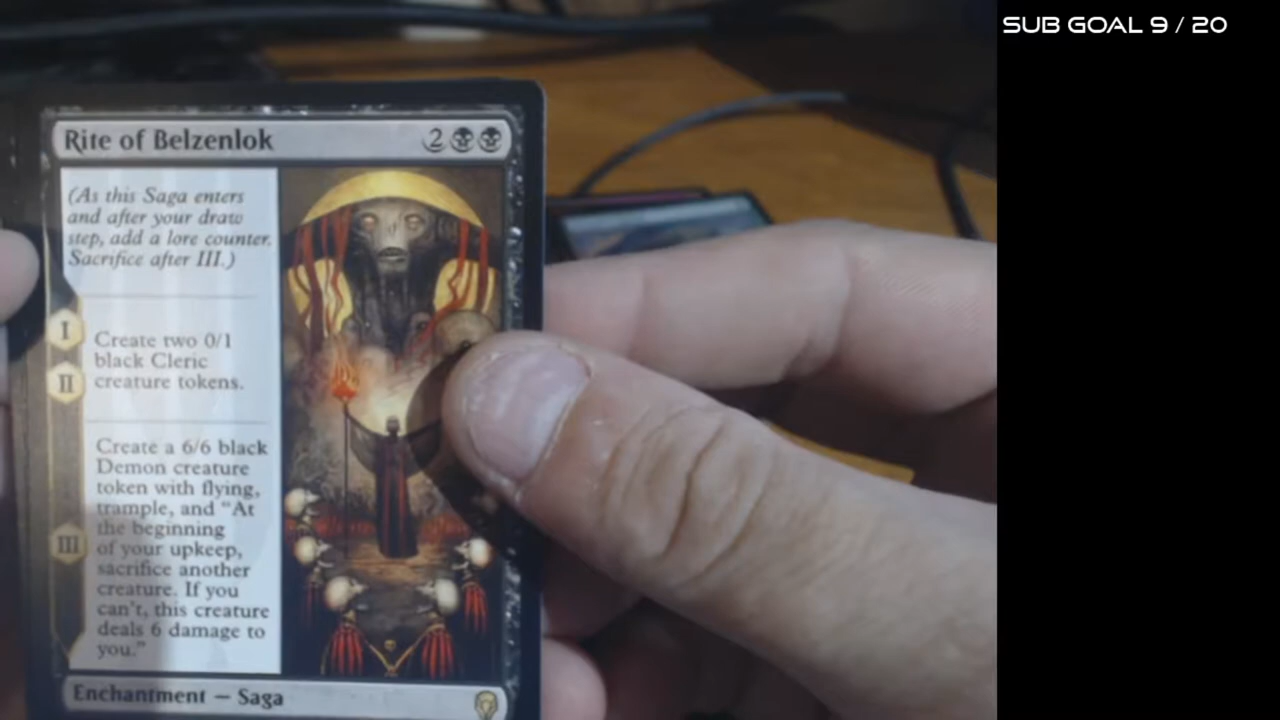 SUB GOAL 9 / 20
Rite of Belzenlok 2
(As this Saga enters
and after your draw
step, add a lore counter.
Sacrifice after III.)
I
II
Create two 0/1
black Cleric
creature tokens.
III
Create a 6/6 black
Demon creature
token with flying,
trample, and “At
the beginning
of your upkeep,
sacrifice another
creature. If you
can't, this creature
deals 6 damage to
you.”
Enchantment — Saga